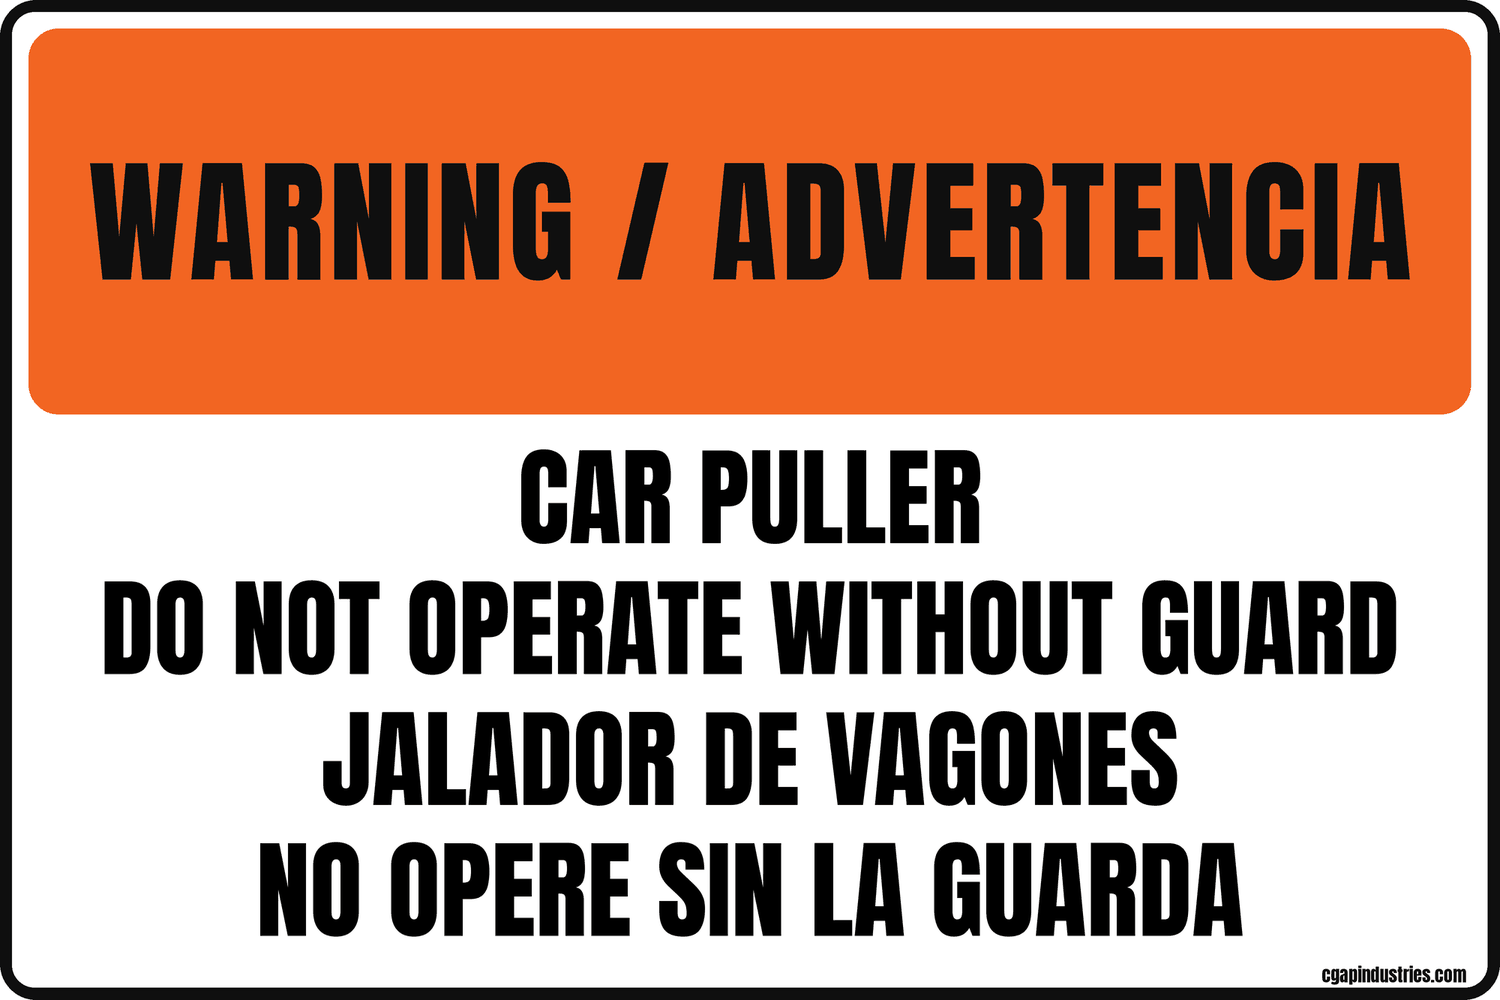 WARNING / ADVERTENCIA
CAR PULLER
DO NOT OPERATE WITHOUT GUARD
JALADOR DE VAGONES
NO OPERE SIN LA GUARDA
cgapindustries.com